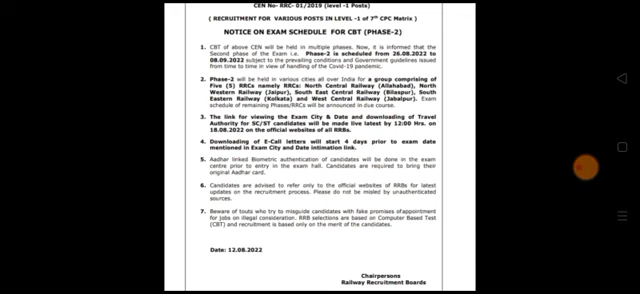 CEN No- RRC- 01/2019 (level -1 Posts)
( RECRUITMENT FOR VARIOUS POSTS IN LEVEL -1 of 7th CPC Matrix )
NOTICE ON EXAM SCHEDULE FOR CBT (PHASE-2)
1. CBT of above CEN will be held in multiple phases. Now, it is informed that the
Second phase of the Exam i.e. Phase-2 is scheduled from 26.08.2022 to
08.09.2022 subject to the prevailing conditions and Government guidelines issued
from time to time in view of handling of the Covid-19 pandemic.
2. Phase-2 will be held in various cities all over India for a group comprising of
Five (5) RRCs namely RRCs: North Central Railway (Allahabad), North
Western Railway (Jaipur), South East Central Railway (Bilaspur), South
Eastern Railway (Kolkata) and West Central Railway (Jabalpur). Exam
schedule of remaining Phases/RRCs will be announced in due course.
3. The link for viewing the Exam City & Date and downloading of Travel
Authority for SC/ST candidates will be made live latest by 12:00 Hrs. on
18.08.2022 on the official websites of all RRBs.
4. Downloading of E-Call letters will start 4 days prior to exam date
mentioned in Exam City and Date intimation link.
5. Aadhar linked Biometric authentication of candidates will be done in the exam
centre prior to entry in the exam hall. Candidates are required to bring their
original Aadhar card.
6. Candidates are advised to refer only to the official websites of RRBs for latest
updates on the recruitment process. Please do not be misled by unauthenticated
sources.
7. Beware of touts who try to misguide candidates with fake promises of appointment
for jobs on illegal consideration. RRB selections are based on Computer Based Test
(CBT) and recruitment is based only on the merit of the candidates.
Date: 12.08.2022
Chairpersons
Railway Recruitment Boards